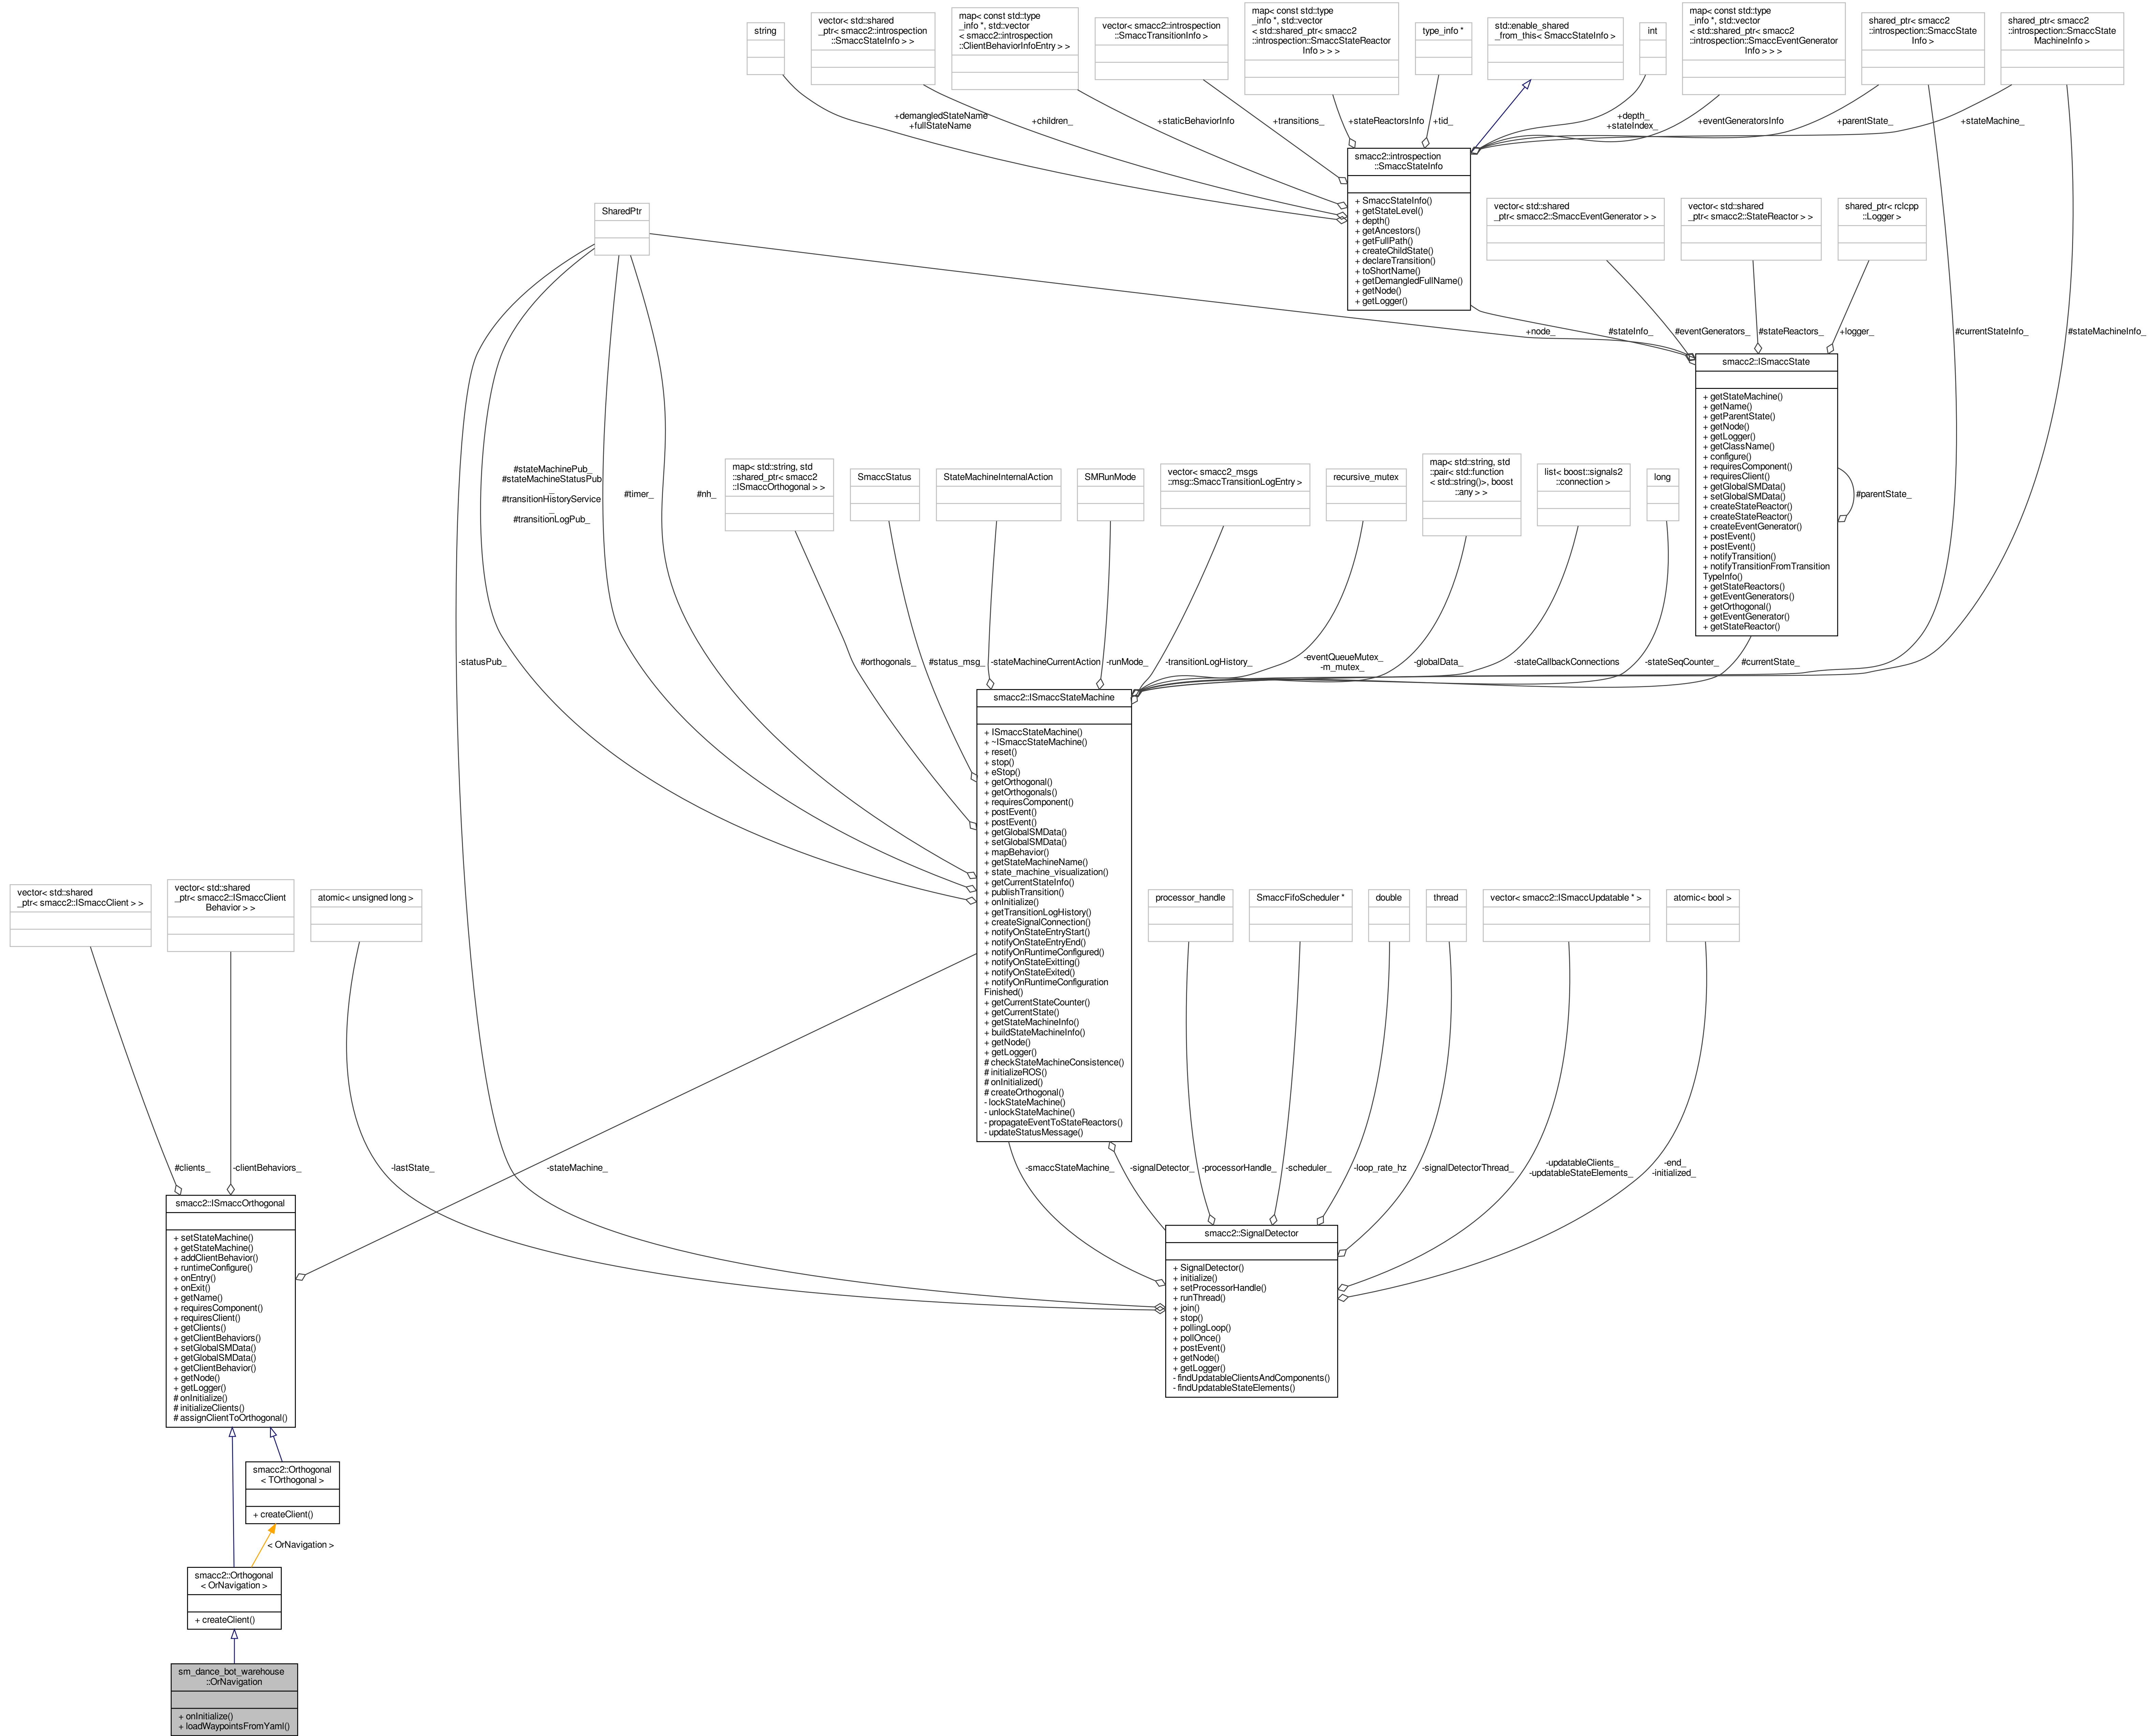 string
vector< std::shared
_ptr< smacc2::introspection
::SmaccStateInfo > >
map< const std::type
_info *, std::vector
< smacc2::introspection
::ClientBehaviorInfoEntry > >
vector< smacc2::introspection
::SmaccTransitionInfo >
map< const std::type
_info *, std::vector
< std::shared_ptr< smacc2
::introspection::SmaccStateReactor
Info > > >
type_info *
std::enable_shared
_from_this< SmaccStateInfo >
int
map< const std::type
_info *, std::vector
< std::shared_ptr< smacc2
::introspection::SmaccEventGenerator
Info > > >
shared_ptr< smacc2
::introspection::SmaccState
Info >
shared_ptr< smacc2
::introspection::SmaccState
MachineInfo >
+demangledStateName
+fullStateName
+children_
+staticBehaviorInfo
+transitions_
+stateReactorsInfo
+tid_
+depth_
+stateIndex_
+eventGeneratorsInfo
+parentState_
+stateMachine_
smacc2::introspection
::SmaccStateInfo
+ SmaccStateInfo()
+ getStateLevel()
+ depth()
+ getAncestors()
+ getFullPath()
+ createChildState()
+ declareTransition()
+ toShortName()
+ getDemangledFullName()
+ getNode()
+ getLogger()
SharedPtr
vector< std::shared
_ptr< smacc2::SmaccEventGenerator > >
vector< std::shared
_ptr< smacc2::StateReactor > >
shared_ptr< rclcpp
::Logger >
+node_
#stateInfo_
#eventGenerators_
#stateReactors_
+logger_
#currentStateInfo_
#stateMachineInfo_
smacc2::ISmaccState
+ getStateMachine()
+ getName()
+ getParentState()
+ getNode()
+ getLogger()
+ getClassName()
+ configure()
+ requiresComponent()
+ requiresClient()
+ getGlobalSMData()
+ setGlobalSMData()
+ createStateReactor()
+ createStateReactor()
+ createEventGenerator()
+ postEvent()
+ postEvent()
+ notifyTransition()
+ notifyTransitionFromTransition
TypeInfo()
+ getStateReactors()
+ getEventGenerators()
+ getOrthogonal()
+ getEventGenerator()
+ getStateReactor()
#parentState_
#stateMachinePub_
#stateMachineStatusPub
_
#transitionHistoryService
_
#transitionLogPub_
#timer_
#nh_
map< std::string, std
::shared_ptr< smacc2
::ISmaccOrthogonal > >
SmaccStatus
StateMachineInternalAction
SMRunMode
vector< smacc2_msgs
::msg::SmaccTransitionLogEntry >
recursive_mutex
map< std::string, std
::pair< std::function
< std::string()>, boost
::any > >
list< boost::signals2
::connection >
long
-statusPub_
#orthogonals_
#status_msg_
-stateMachineCurrentAction
-runMode_
-transitionLogHistory_
-eventQueueMutex_
-m_mutex_
-globalData_
-stateCallbackConnections
-stateSeqCounter_
#currentState_
smacc2::ISmaccStateMachine
+ ISmaccStateMachine()
+ ~ISmaccStateMachine()
+ reset()
+ stop()
+ eStop()
+ getOrthogonal()
+ getOrthogonals()
+ requiresComponent()
+ postEvent()
+ postEvent()
+ getGlobalSMData()
+ setGlobalSMData()
+ mapBehavior()
+ getStateMachineName()
+ state_machine_visualization()
+ getCurrentStateInfo()
+ publishTransition()
+ onInitialize()
+ getTransitionLogHistory()
+ createSignalConnection()
+ notifyOnStateEntryStart()
+ notifyOnStateEntryEnd()
+ notifyOnRuntimeConfigured()
+ notifyOnStateExitting()
+ notifyOnStateExited()
+ notifyOnRuntimeConfiguration
Finished()
+ getCurrentStateCounter()
+ getCurrentState()
+ getStateMachineInfo()
+ buildStateMachineInfo()
+ getNode()
+ getLogger()
# checkStateMachineConsistence()
# initializeROS()
# onInitialized()
# createOrthogonal()
- lockStateMachine()
- unlockStateMachine()
- propagateEventToStateReactors()
- updateStatusMessage()
vector< std::shared
_ptr< smacc2::ISmaccClient > >
vector< std::shared
_ptr< smacc2::ISmaccClient
Behavior > >
atomic< unsigned long >
processor_handle
SmaccFifoScheduler *
double
thread
vector< smacc2::ISmaccUpdatable * >
atomic< bool >
#clients_
-clientBehaviors_
-lastState_
-stateMachine_
-smaccStateMachine_
-signalDetector_
-processorHandle_
-scheduler_
-loop_rate_hz
-signalDetectorThread_
-updatableClients_
-updatableStateElements_
-end_
-initialized_
smacc2::ISmaccOrthogonal
+ setStateMachine()
+ getStateMachine()
+ addClientBehavior()
+ runtimeConfigure()
+ onEntry()
+ onExit()
+ getName()
+ requiresComponent()
+ requiresClient()
+ getClients()
+ getClientBehaviors()
+ setGlobalSMData()
+ getGlobalSMData()
+ getClientBehavior()
+ getNode()
+ getLogger()
# onInitialize()
# initializeClients()
# assignClientToOrthogonal()
smacc2::SignalDetector
+ SignalDetector()
+ initialize()
+ setProcessorHandle()
+ runThread()
+ join()
+ stop()
+ pollingLoop()
+ pollOnce()
+ postEvent()
+ getNode()
+ getLogger()
- findUpdatableClientsAndComponents()
- findUpdatableStateElements()
smacc2::Orthogonal
< TOrthogonal >
+ createClient()
< OrNavigation >
smacc2::Orthogonal
< OrNavigation >
+ createClient()
sm_dance_bot_warehouse
::OrNavigation
+ onInitialize()
+ loadWaypointsFromYaml()